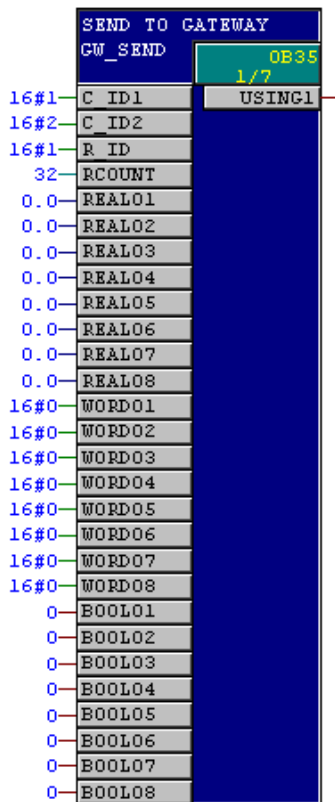 SEND TO GATEWAY
GW_SEND
OB35
1/7
16#1 C_ID1 USING1
16#2 C_ID2
16#1 R_ID
32 RCOUNT
0.0 REAL01
0.0 REAL02
0.0 REAL03
0.0 REAL04
0.0 REAL05
0.0 REAL06
0.0 REAL07
0.0 REAL08
16#0 WORD01
16#0 WORD02
16#0 WORD03
16#0 WORD04
16#0 WORD05
16#0 WORD06
16#0 WORD07
16#0 WORD08
0 BOOL01
0 BOOL02
0 BOOL03
0 BOOL04
0 BOOL05
0 BOOL06
0 BOOL07
0 BOOL08